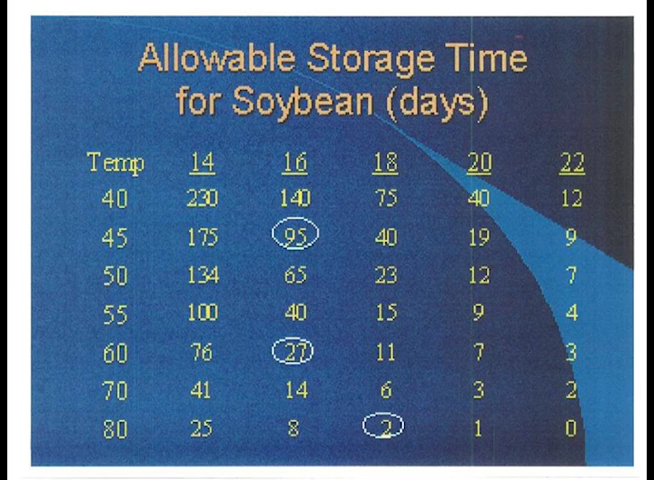 Allowable Storage Time
for Soybean (days)
Temp 14 16 18 20 22
40 230 140 75 40 12
45 175 95 40 19 9
50 134 65 23 12 7
55 100 40 15 9 4
60 76 27 11 7 3
70 41 14 6 3 2
80 25 8 2 1 0